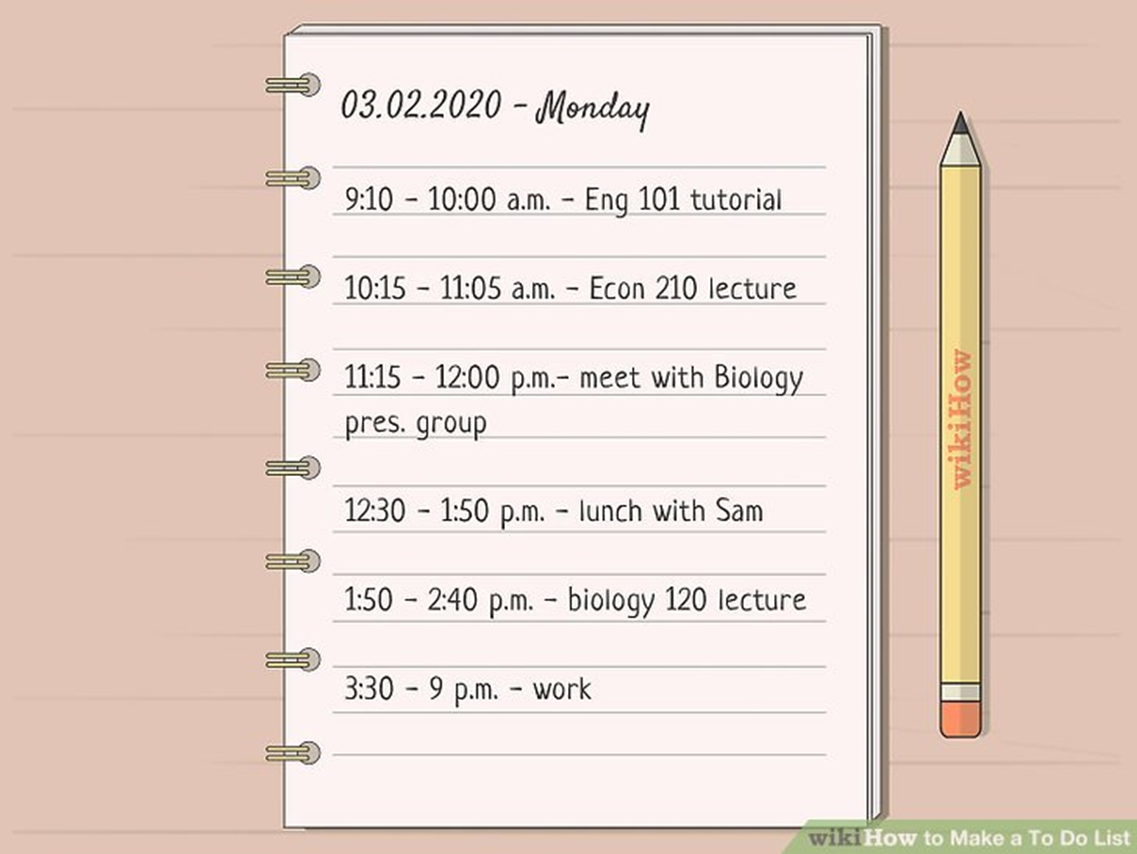 03.02.2020 - Monday
9:10 - 10:00 a.m. - Eng 101 tutorial
10:15 - 11:05 a.m. - Econ 210 lecture
11:15 - 12:00 p.m.- meet with Biology
pres. group
12:30 - 1:50 p.m. - lunch with Sam
1:50 - 2:40 p.m. - biology 120 lecture
3:30 - 9 p.m. - work
wikiHow
wikiHow to Make a To Do List